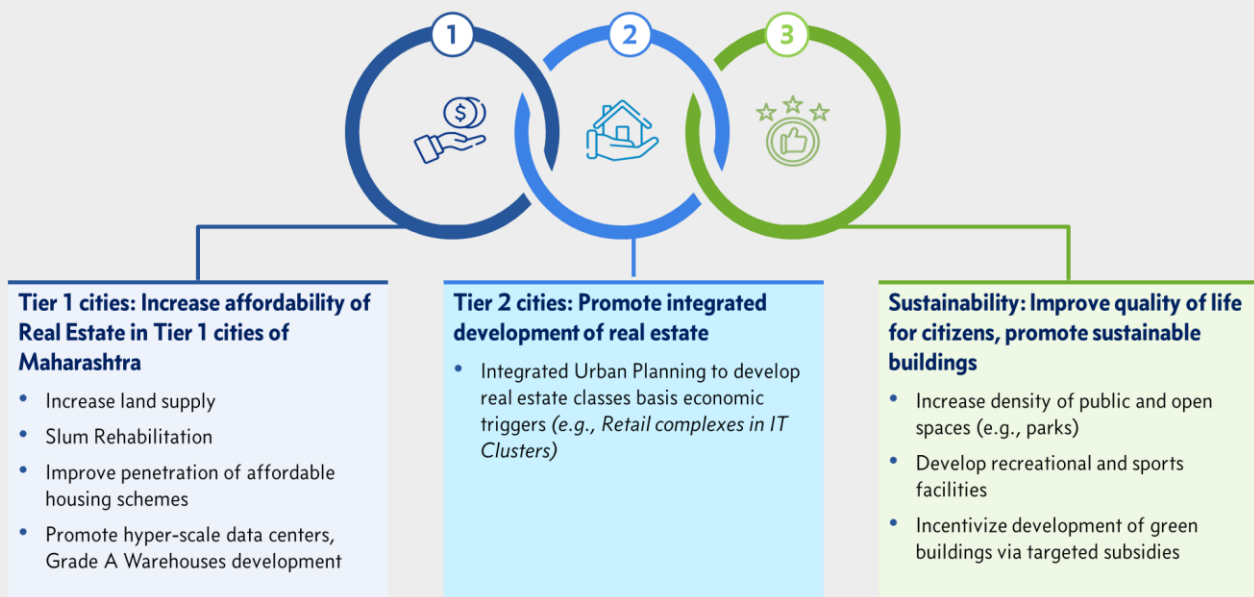 1
2
3
$
Tier 1 cities: Increase affordability of
Real Estate in Tier 1 cities of
Maharashtra
• Increase land supply
• Slum Rehabilitation
• Improve penetration of affordable
housing schemes
• Promote hyper-scale data centers,
Grade A Warehouses development
Tier 2 cities: Promote integrated
development of real estate
• Integrated Urban Planning to develop
real estate classes basis economic
triggers (e.g., Retail complexes in IT
Clusters)
Sustainability: Improve quality of life
for citizens, promote sustainable
buildings
• Increase density of public and open
spaces (e.g., parks)
• Develop recreational and sports
facilities
• Incentivize development of green
buildings via targeted subsidies